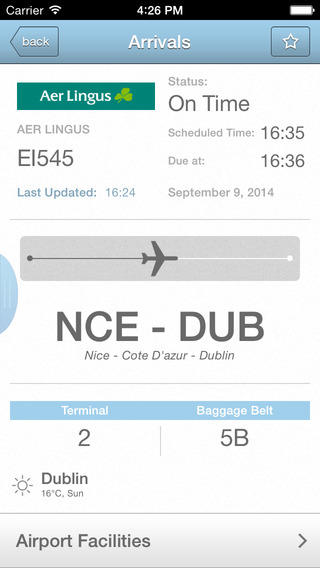 Carrier 4:26 PM
back
Arrivals
Aer Lingus
AER LINGUS
EI545
Last Updated: 16:24
Status:
On Time
Scheduled Time: 16:35
Due at: 16:36
September 9, 2014
NCE - DUB
Nice - Cote D'azur - Dublin
Terminal Baggage Belt
2 5B
Dublin
16°C, Sun
Airport Facilities